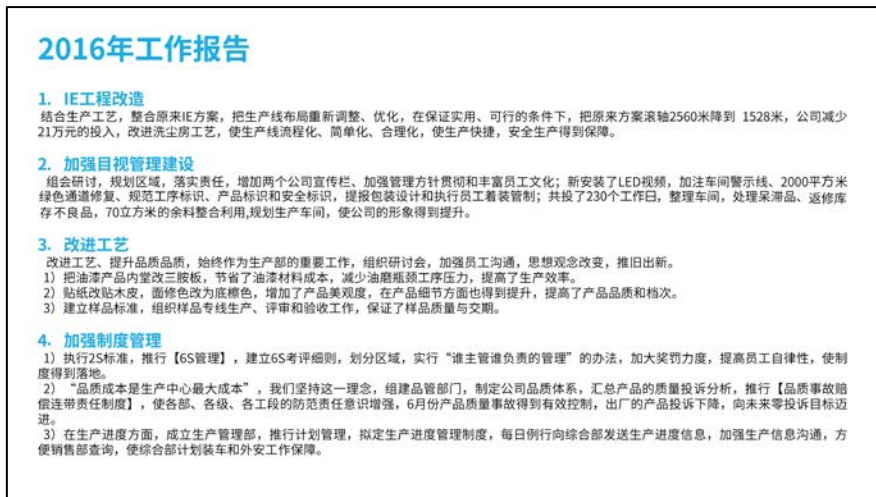 2016年工作报告
1. IE工程改造
结合生产工艺，整合原来IE方案，把生产线布局重新调整、优化，在保证实用、可行的条件下，把原来方案滚轴2560米降到 1528米，公司减少
21万元的投入，改进洗尘房工艺，使生产线流程化、简单化、合理化，使生产快捷，安全生产得到保障。
2. 加强目视管理建设
组会研讨，规划区域，落实责任，增加两个公司宣传栏、加强管理方针贯彻和丰富员工文化；新安装了LED视频，加注车间警示线、2000平方米
绿色通道修复、规范工序标识、产品标识和安全标识，提报包装设计和执行员工着装管制；共投了230个工作日，整理车间，处理呆滞品、返修库
存不良品，70立方米的余料整合利用,规划生产车间，使公司的形象得到提升。
3. 改进工艺
改进工艺、提升品质品质，始终作为生产部的重要工作，组织研讨会，加强员工沟通，思想观念改变，推旧出新。
1）把油漆产品内堂改三胺板，节省了油漆材料成本，减少油磨瓶颈工序压力，提高了生产效率。
2）贴纸改贴木皮，面修色改为底檫色，增加了产品美观度，在产品细节方面也得到提升，提高了产品品质和档次。
3）建立样品标准，组织样品专线生产、评审和验收工作，保证了样品质量与交期。
4. 加强制度管理
1）执行2S标准，推行【6S管理】，建立6S考评细则，划分区域，实行“谁主管谁负责的管理”的办法，加大奖罚力度，提高员工自律性，使制
度得到落地。
2）“品质成本是生产中心最大成本”，我们坚持这一理念，组建品管部门，制定公司品质体系，汇总产品的质量投诉分析，推行【品质事故赔
偿连带责任制度】，使各部、各级、各工段的防范责任意识增强，6月份产品质量事故得到有效控制，出厂的产品投诉下降，向未来零投诉目标迈
进。
3）在生产进度方面，成立生产管理部，推行计划管理，拟定生产进度管理制度，每日例行向综合部发送生产进度信息，加强生产信息沟通，方
便销售部查询，使综合部计划装车和外安工作保障。